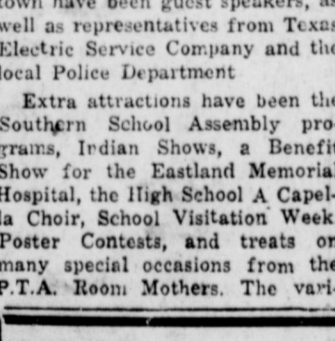 town have been guest speakers, as
well as representatives from Texas
Electric Service Company and the
local Police Department
Extra attractions have been the
Southern School Assembly pro-
grams, Indian Shows, a Benefit
Show for the Eastland Memorial
Hospital, the High School A Capel-
la Choir, School Visitation Week
Poster Contests, and treats on
many special occasions from the
P.T.A. Room Mothers. The vari-